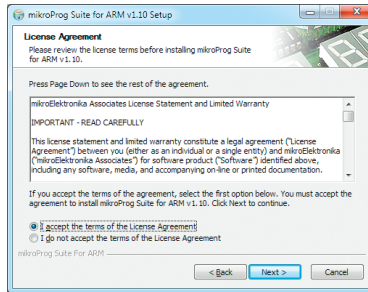 mikroProg Suite for ARM v1.10 Setup
License Agreement
Please review the license terms before installing mikroProg Suite
for ARM v1.10.
Press Page Down to see the rest of the agreement.
mikroElektronika Associates License Statement and Limited Warranty
IMPORTANT - READ CAREFULLY
This license statement and limited warranty constitute a legal agreement ("License
Agreement") between you (either as an individual or a single entity) and mikroElektronika
("mikroElektronika Associates") for software product ("Software") identified above,
including any software, media, and accompanying on-line or printed documentation.
If you accept the terms of the agreement, select the first option below. You must accept the
agreement to install mikroProg Suite for ARM v1.10. Click Next to continue.
I accept the terms of the License Agreement
I do not accept the terms of the License Agreement
mikroProg Suite For ARM
< Back Next > Cancel